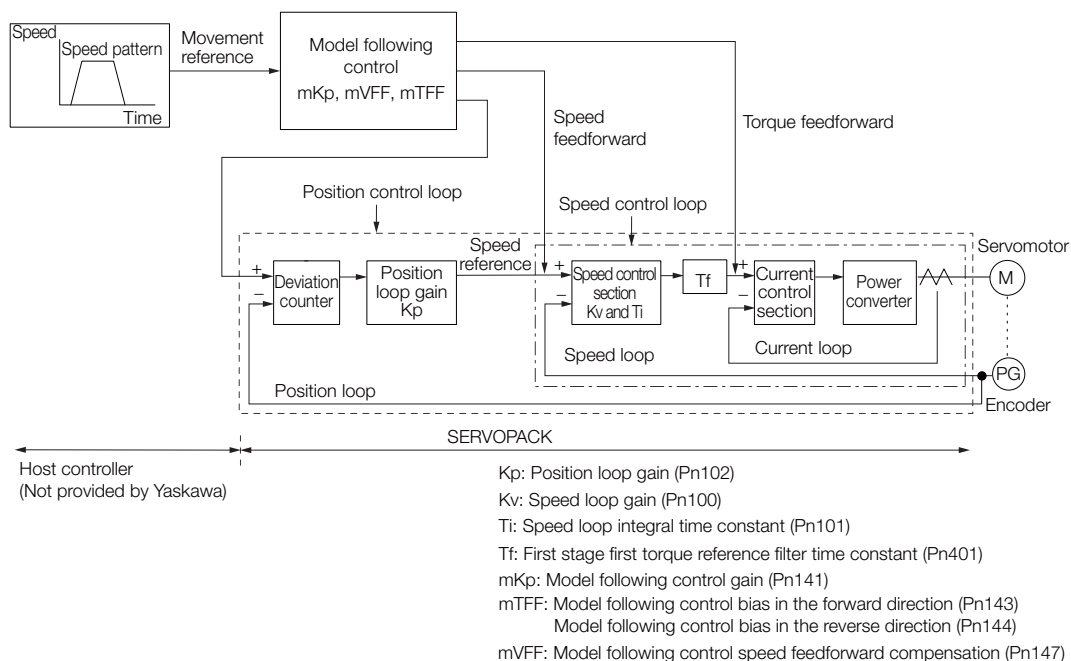 Speed
Speed pattern
Time
Movement
reference
Model following
control
mKp, mVFF, mTFF
Speed
feedforward
Torque feedforward
Position control loop
Speed control loop
Servomotor
+
−
Deviation
counter
Position
loop gain
Kp
Speed
reference
+
−
Speed control
section
Kv and Ti
Tf
+
−
Current
control
section
Power
converter
M
Speed loop
Current loop
Position loop
PG
Encoder
SERVOPACK
Host controller
(Not provided by Yaskawa)
Kp: Position loop gain (Pn102)
Kv: Speed loop gain (Pn100)
Ti: Speed loop integral time constant (Pn101)
Tf: First stage first torque reference filter time constant (Pn401)
mKp: Model following control gain (Pn141)
mTFF: Model following control bias in the forward direction (Pn143)
Model following control bias in the reverse direction (Pn144)
mVFF: Model following control speed feedforward compensation (Pn147)